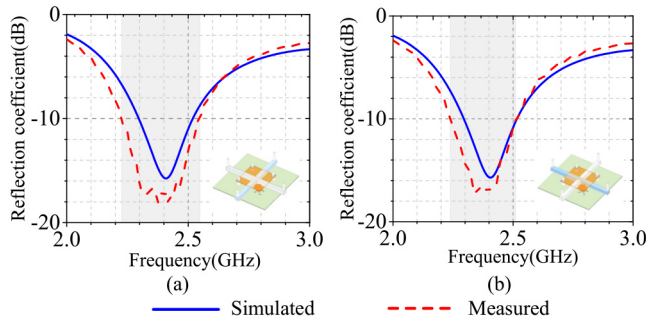 Reflection coefficient(dB)
0
-10
-20
2.0 2.5 3.0
Frequency(GHz)
(a)
Reflection coefficient(dB)
0
-10
-20
2.0 2.5 3.0
Frequency(GHz)
(b)
Simulated Measured